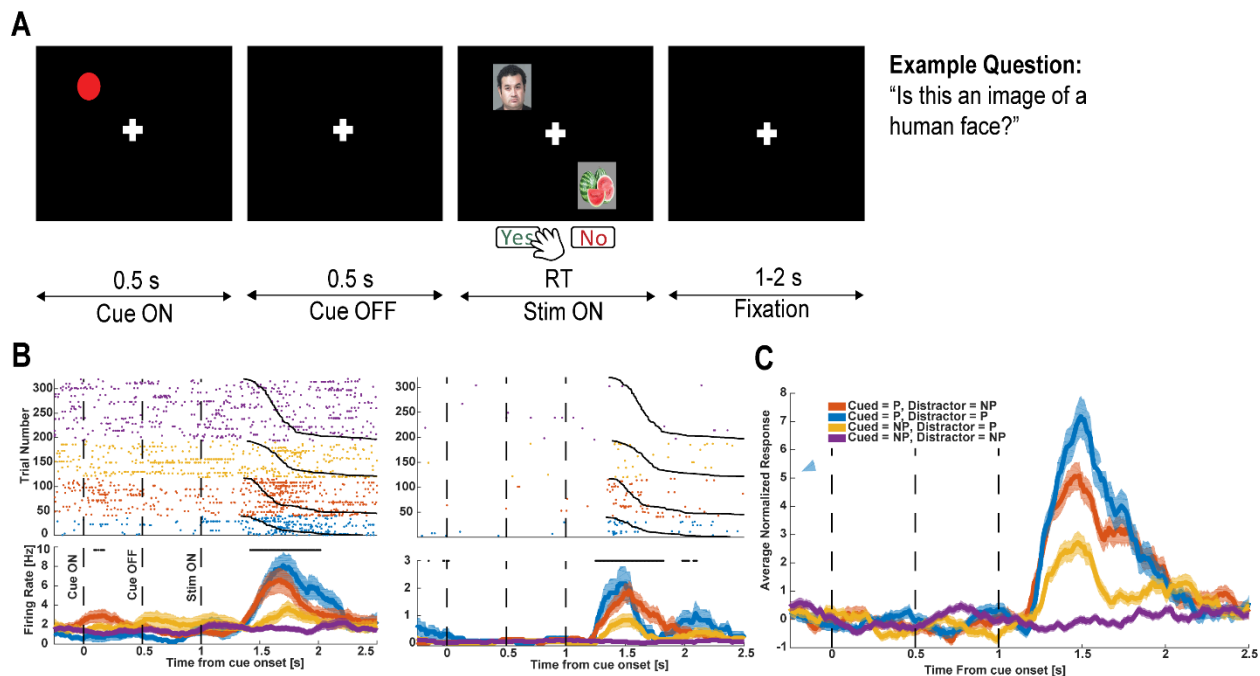 A
Example Question:
“Is this an image of a
human face?”
Yes No
0.5 s 0.5 s RT 1-2 s
Cue ON Cue OFF Stim ON Fixation
B
Trial Number
300
250
200
150
100
50
0
300
250
200
150
100
50
Firing Rate [Hz]
10
8
6
4
2
0
Cue ON
Cue OFF
Stim ON
3
2
1
0
0 0.5 1 1.5 2 2.5
Time from cue onset [s]
0 0.5 1 1.5 2 2.5
Time from cue onset [s]
C
Average Normalized Response
8
7
6
5
4
3
2
1
0
-1
Cued = P, Distractor = NP
Cued = P, Distractor = P
Cued = NP, Distractor = P
Cued = NP, Distractor = NP
0 0.5 1 1.5 2.0 2.5
Time From cue onset [s]